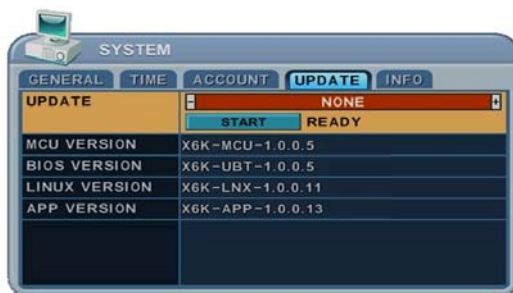 SYSTEM
GENERAL TIME ACCOUNT UPDATE INFO
UPDATE - NONE +
START READY
MCU VERSION X6K-MCU-1.0.0.5
BIOS VERSION X6K-UBT-1.0.0.5
LINUX VERSION X6K-LNX-1.0.0.11
APP VERSION X6K-APP-1.0.0.13